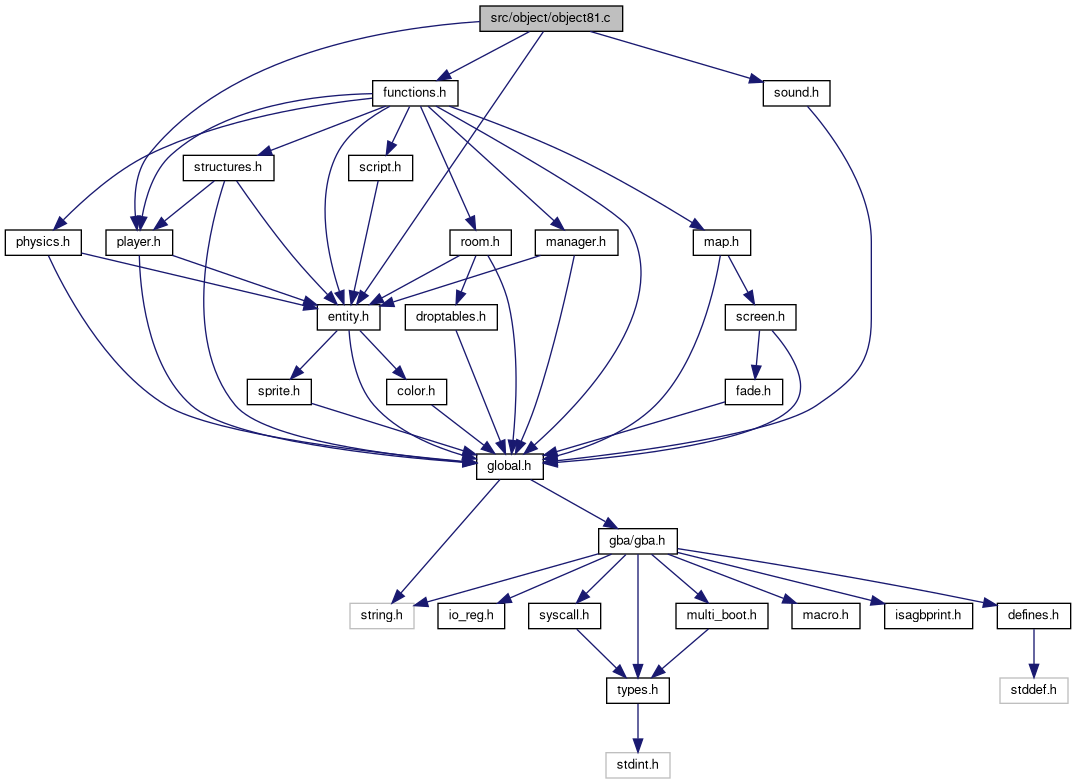 src/object/object81.c
functions.h
sound.h
structures.h
script.h
physics.h
player.h
room.h
manager.h
map.h
entity.h
droptables.h
screen.h
sprite.h
color.h
fade.h
global.h
gba/gba.h
string.h
io_reg.h
syscall.h
multi_boot.h
macro.h
isagbprint.h
defines.h
types.h
stddef.h
stdint.h